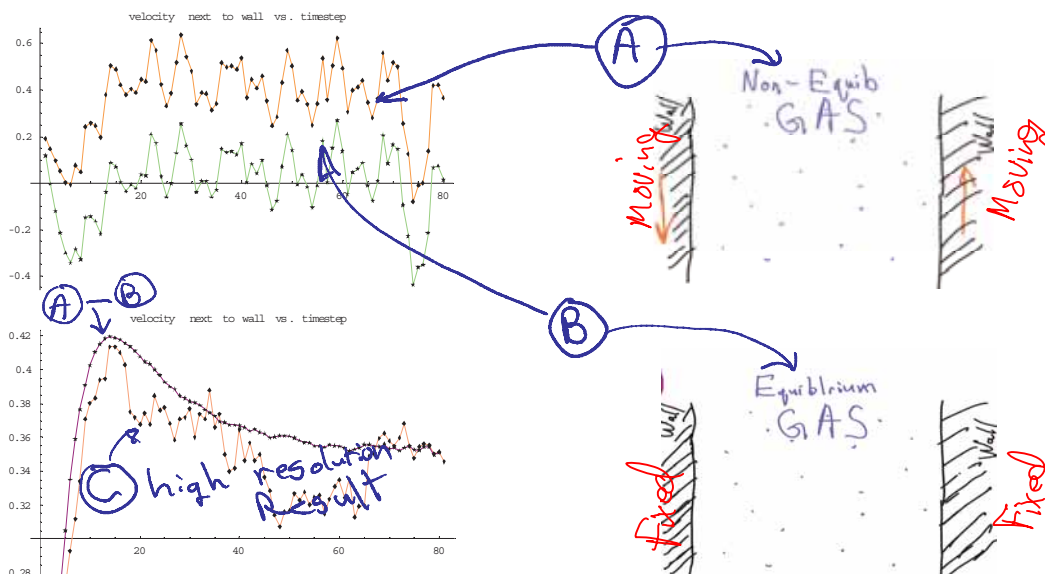 velocity next to wall vs. timestep
0.6
0.4
0.2
-0.2
-0.4
20
40
60
80
A
Non-Equib
GAS
Wall
Wall
Moving
Moving
A - B
B
velocity next to wall vs. timestep
0.42
0.4
0.38
0.36
0.34
0.32
0.28
20
40
60
80
C high resolution
Result
Equiblrium
GAS
Wall
Wall
Fixed
Fixed